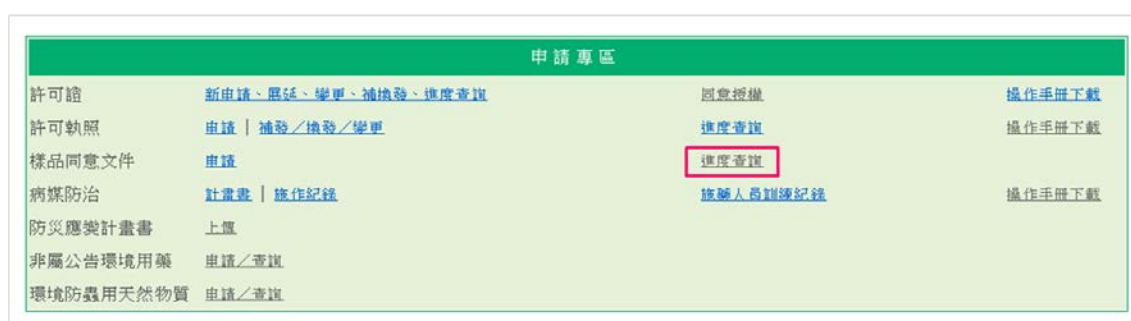 申請專區
許可證 新申請、展延、變更、補換發、進度查詢 同意授權 操作手冊下載
許可執照 申請 | 補發／換發／變更 進度查詢 操作手冊下載
樣品同意文件 申請 進度查詢
病媒防治 計畫書 | 施作紀錄 施藥人員訓練紀錄 操作手冊下載
防災應變計畫書 上傳
非屬公告環境用藥 申請／查詢
環境防蟲用天然物質 申請／查詢